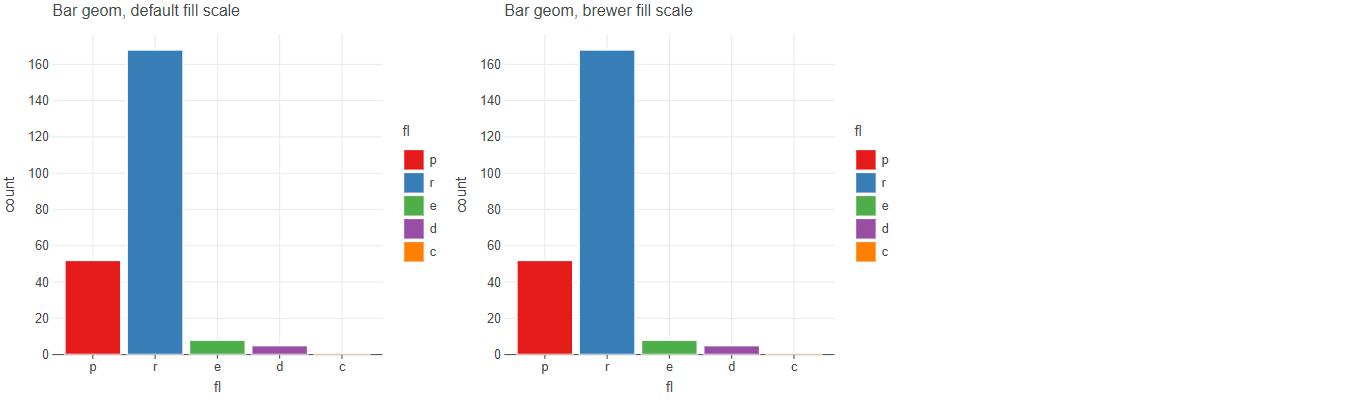 Bar geom, default fill scale
count
160
140
120
100
80
60
40
20
0
p r e d c
fl
fl
p
r
e
d
c
Bar geom, brewer fill scale
count
160
140
120
100
80
60
40
20
0
p r e d c
fl
fl
p
r
e
d
c